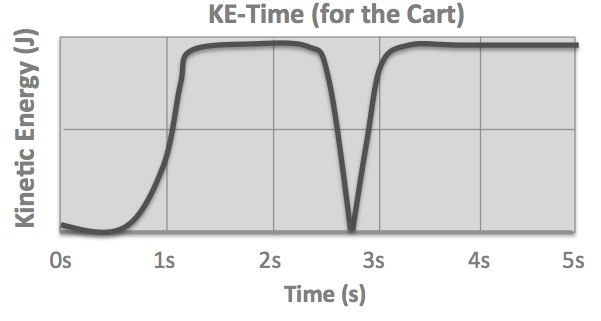 KE-Time (for the Cart)
Kinetic Energy (J)
0s 1s 2s 3s 4s 5s
Time (s)